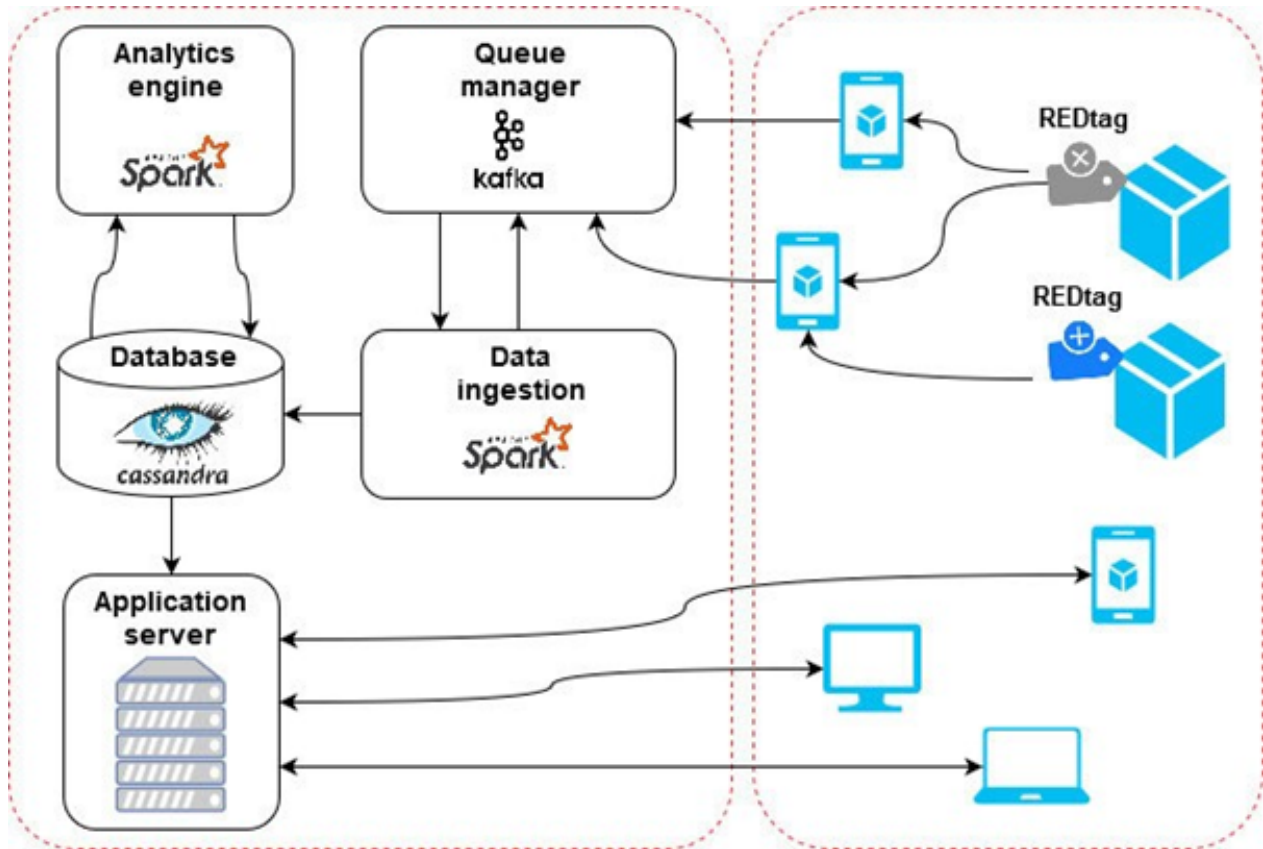 Analytics
engine
Spark
Queue
manager
kafka
REDtag
REDtag
Database
cassandra
Data
ingestion
Spark
Application
server